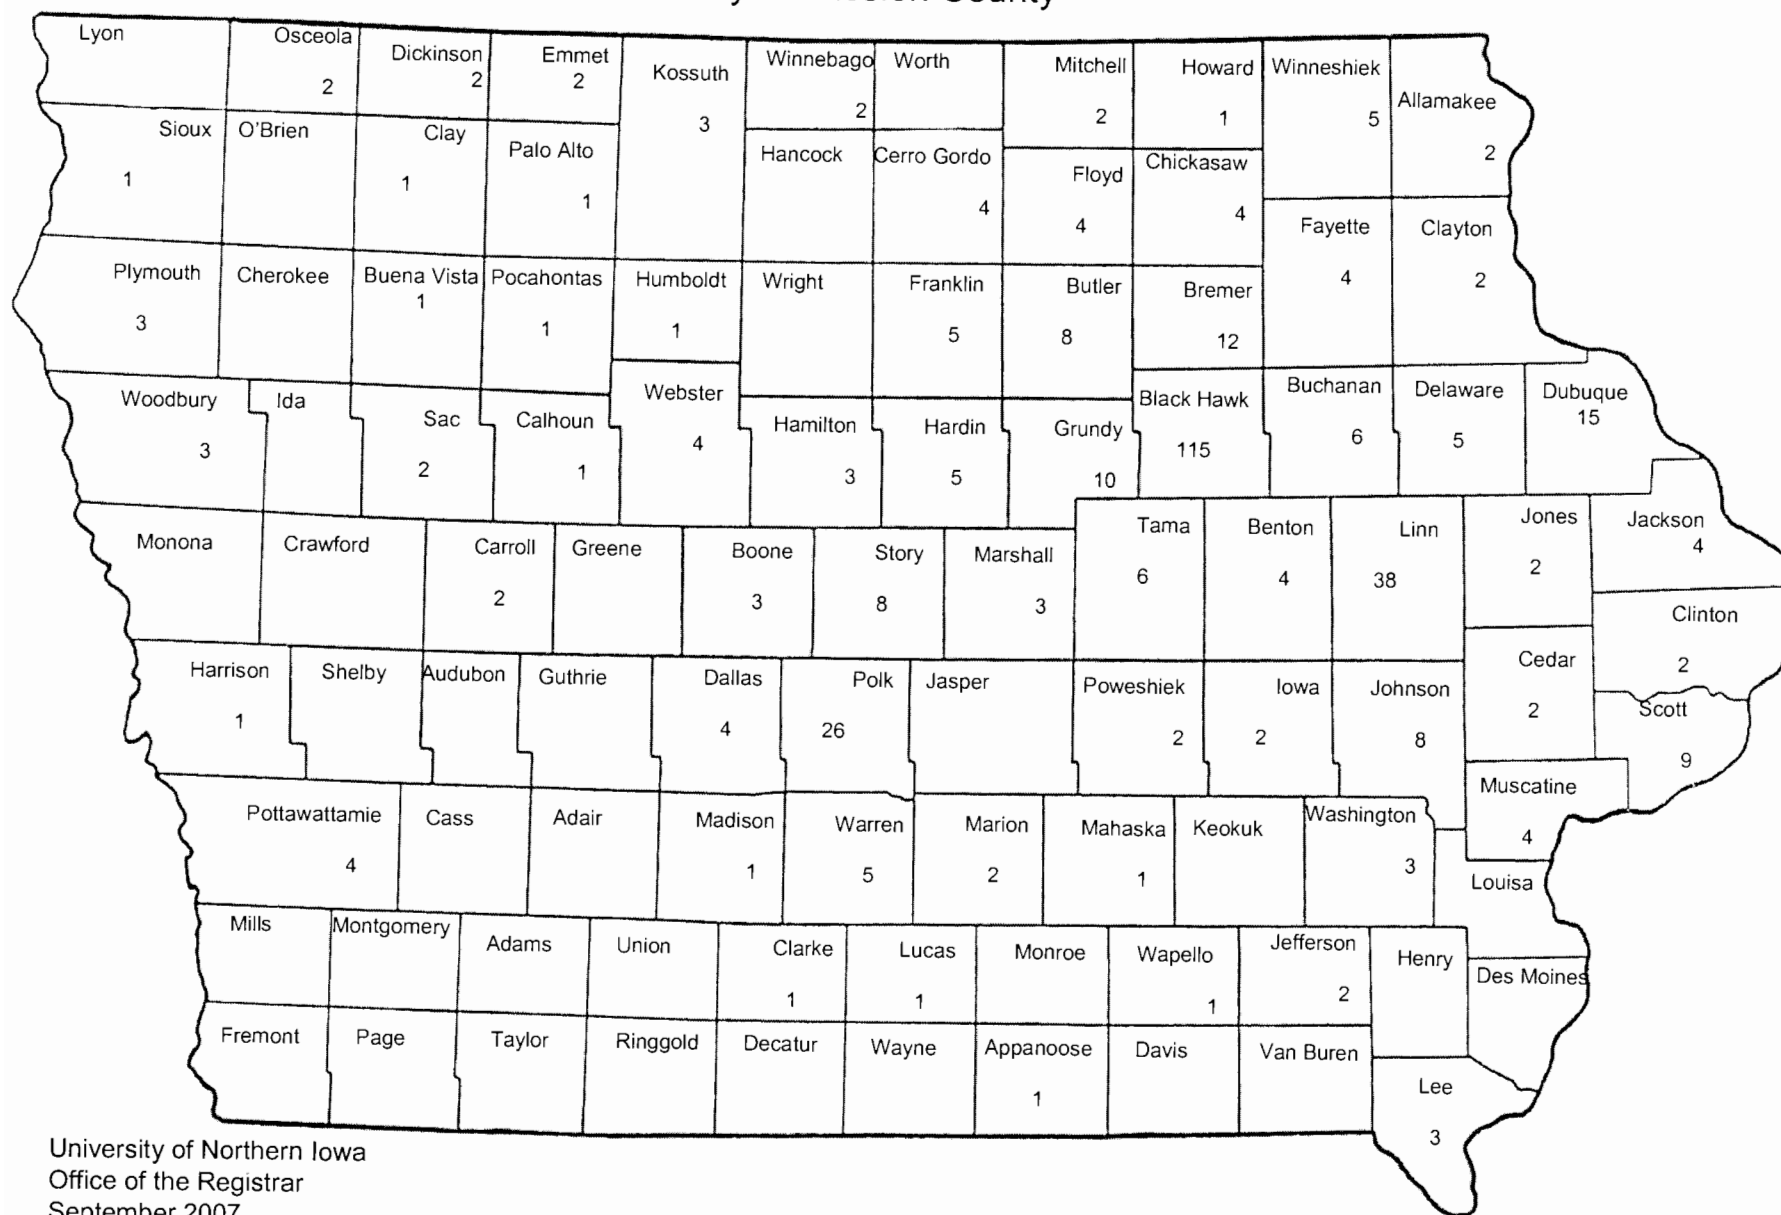 County
Lyon
Osceola
2
Dickinson
2
Emmet
2
Kossuth
3
Winnebago
2
Worth
Mitchell
2
Howard
1
Winneshiek
5
Allamakee
2
Sioux
1
O'Brien
Clay
1
Palo Alto
1
Hancock
Cerro Gordo
4
Floyd
4
Chickasaw
4
Fayette
4
Clayton
2
Plymouth
3
Cherokee
Buena Vista
1
Pocahontas
1
Humboldt
1
Wright
Franklin
5
Butler
8
Bremer
12
Woodbury
3
Ida
Sac
2
Calhoun
1
Webster
4
Hamilton
3
Hardin
5
Grundy
10
Black Hawk
115
Buchanan
6
Delaware
5
Dubuque
15
Monona
Crawford
Carroll
2
Greene
Boone
3
Story
8
Marshall
3
Tama
6
Benton
4
Linn
38
Jones
2
Jackson
4
Clinton
2
Harrison
1
Shelby
Audubon
Guthrie
Dallas
4
Polk
26
Jasper
Poweshiek
2
Iowa
2
Johnson
8
Cedar
2
Scott
9
Muscatine
4
Pottawattamie
4
Cass
Adair
Madison
1
Warren
5
Marion
2
Mahaska
1
Keokuk
Washington
3
Louisa
Mills
Montgomery
Adams
Union
Clarke
1
Lucas
1
Monroe
Wapello
1
Jefferson
2
Henry
Des Moines
Fremont
Page
Taylor
Ringgold
Decatur
Wayne
Appanoose
1
Davis
Van Buren
Lee
3
University of Northern Iowa
Office of the Registrar
September 2007